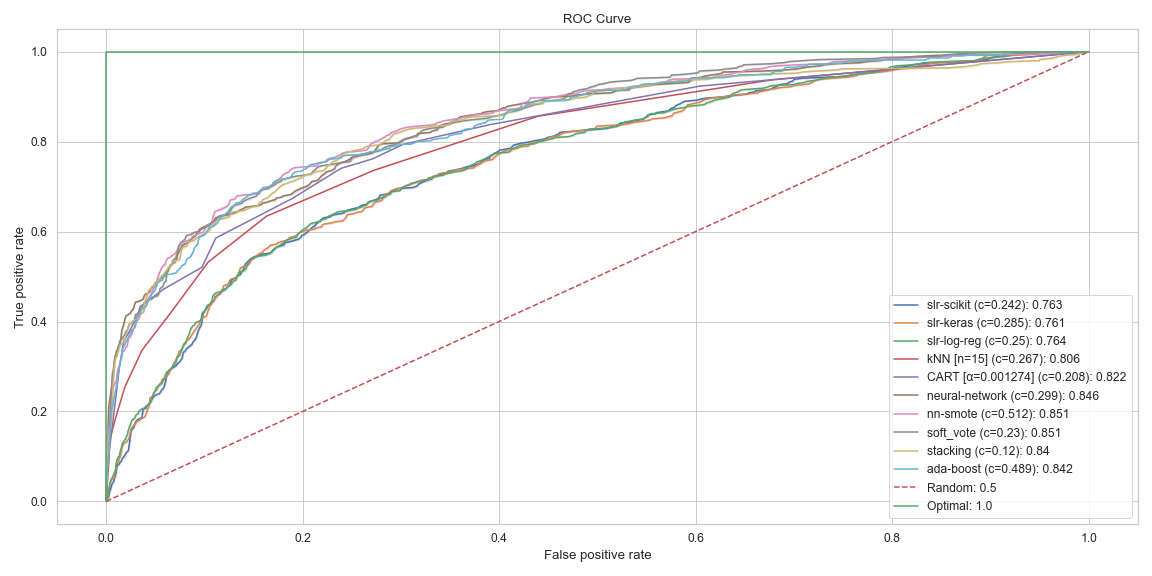 ROC Curve
1.0
0.8
0.6
0.4
0.2
0.0
True positive rate
0.0 0.2 0.4 0.6 0.8 1.0
False positive rate
slr-scikit (c=0.242): 0.763
slr-keras (c=0.285): 0.761
slr-log-reg (c=0.25): 0.764
kNN [n=15] (c=0.267): 0.806
CART [α=0.001274] (c=0.208): 0.822
neural-network (c=0.299): 0.846
nn-smote (c=0.512): 0.851
soft_vote (c=0.23): 0.851
stacking (c=0.12): 0.84
ada-boost (c=0.489): 0.842
Random: 0.5
Optimal: 1.0